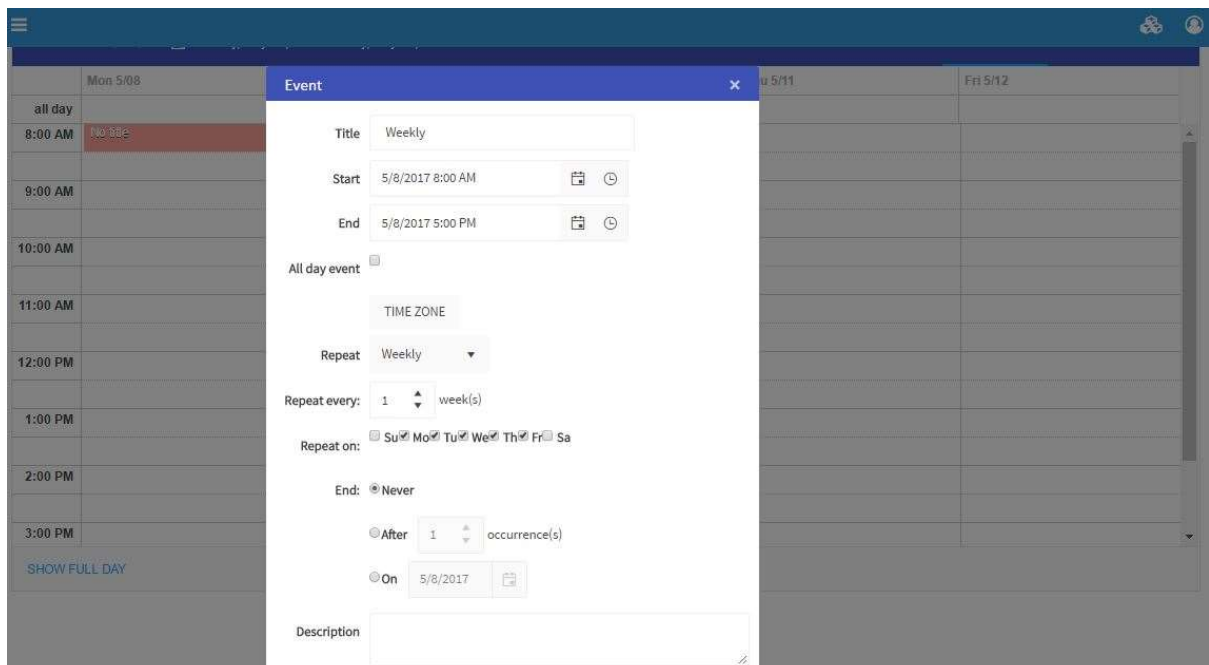 Mon 5/08
Event
5/11
Fri 5/12
all day
8:00 AM No title
Title Weekly
Start 5/8/2017 8:00 AM
9:00 AM
End 5/8/2017 5:00 PM
10:00 AM
All day event
11:00 AM
TIME ZONE
12:00 PM
Repeat Weekly
Repeat every: 1 week(s)
1:00 PM
Repeat on: Su Mo Tu We Th Fr Sa
2:00 PM
End: Never
3:00 PM
After 1 occurrence(s)
SHOW FULL DAY
On 5/8/2017
Description